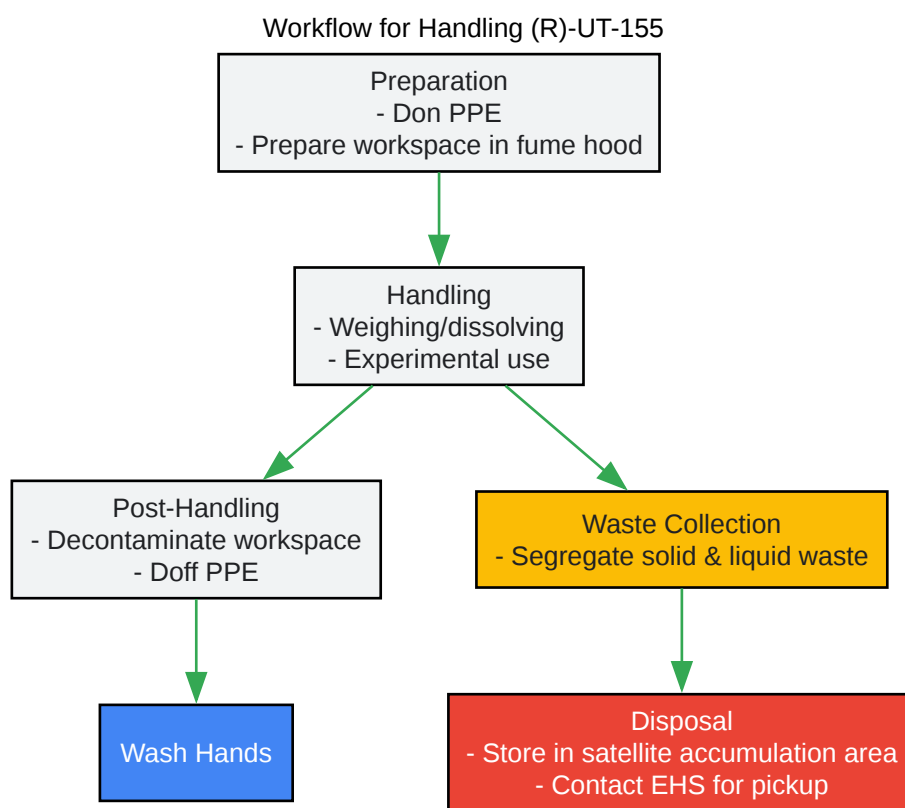 Workflow for Handling (R)-UT-155
Preparation
- Don PPE
- Prepare workspace in fume hood
Handling
- Weighing/dissolving
- Experimental use
Post-Handling
- Decontaminate workspace
- Doff PPE
Waste Collection
- Segregate solid & liquid waste
Wash Hands
Disposal
- Store in satellite accumulation area
- Contact EHS for pickup